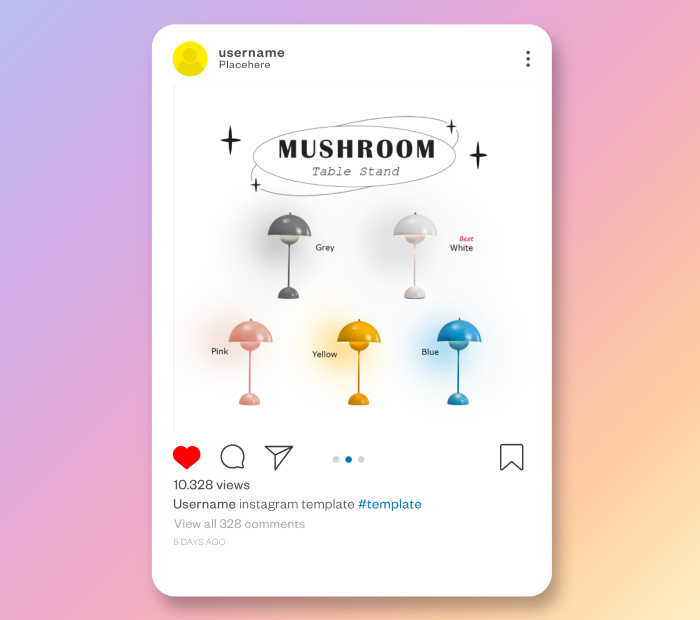 username
Placehere
MUSHROOM
Table Stand
Grey
Best
White
Pink
Yellow
Blue
10.328 views
Username instagram template #template
View all 328 comments
5 DAYS AGO